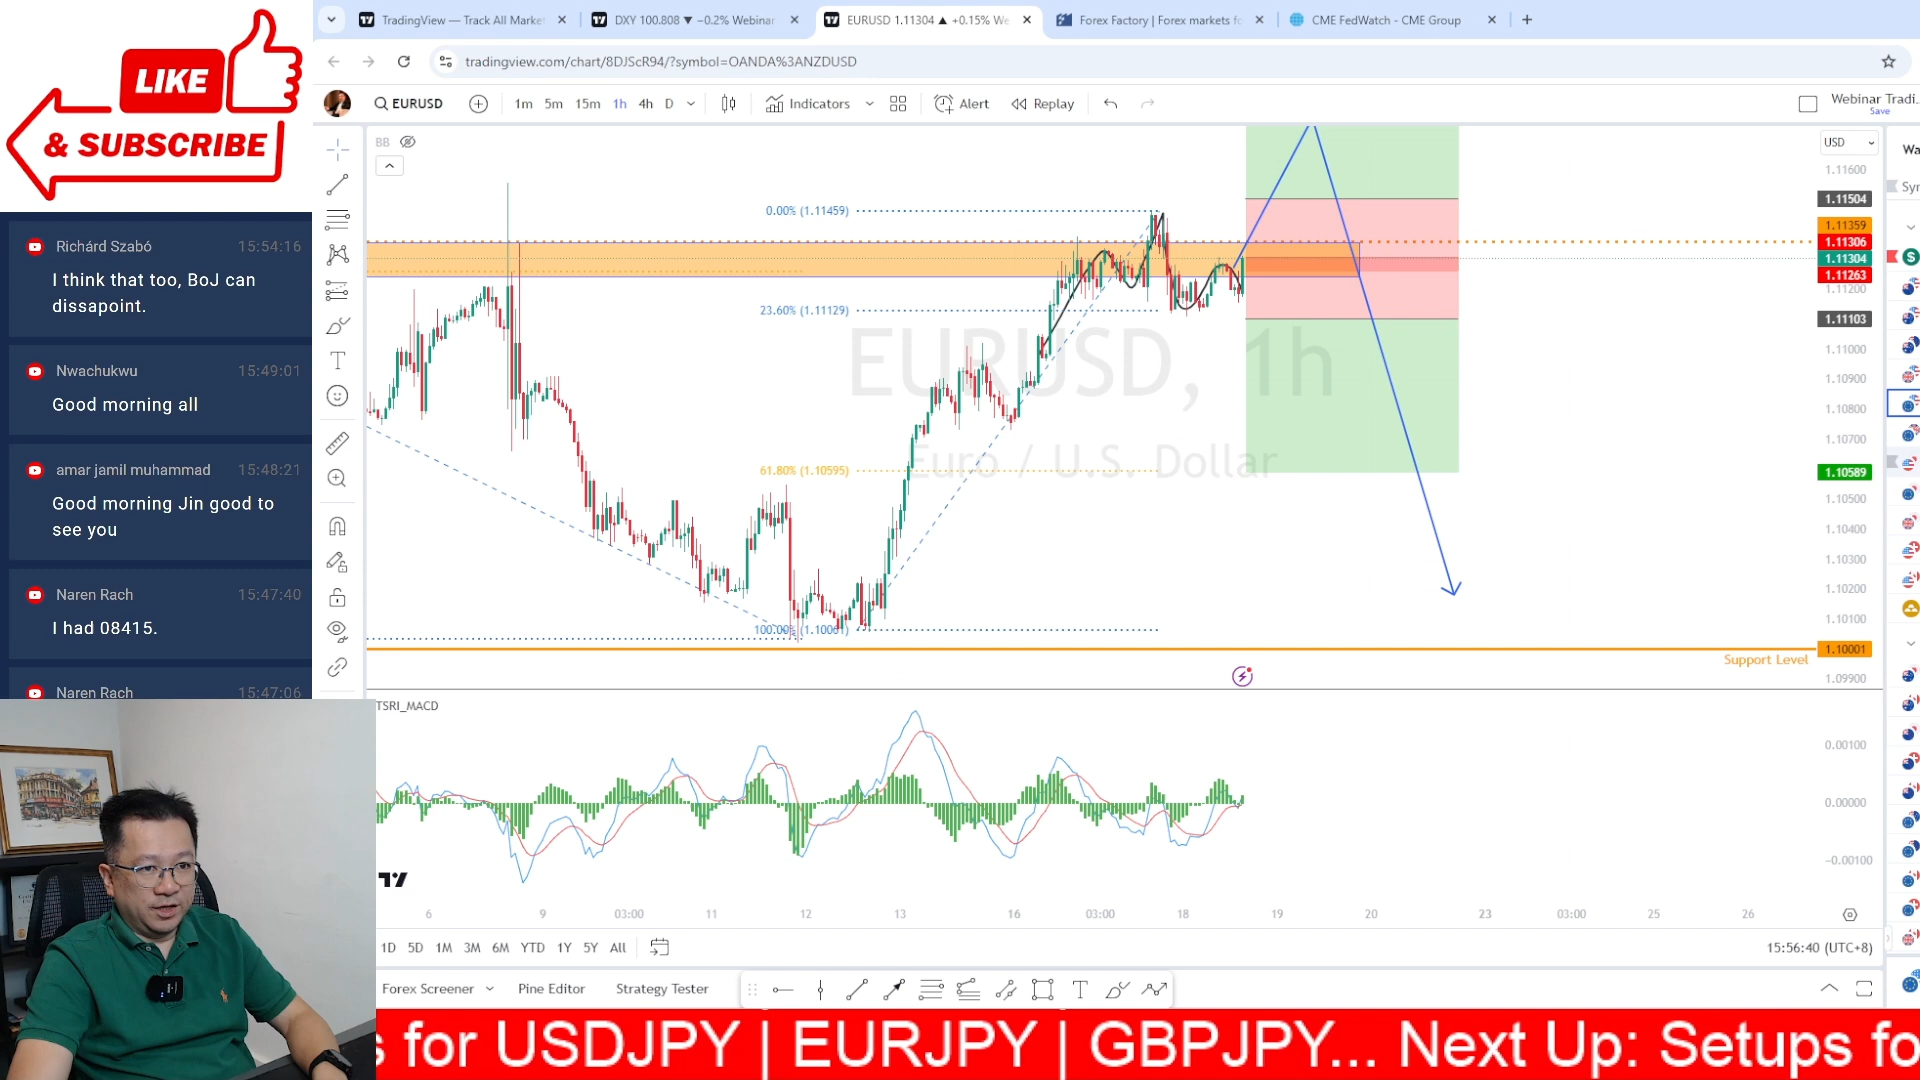 LIKE
& SUBSCRIBE
Richárd Szabó 15:54:16
I think that too, BoJ can
dissapoint.
Nwachukwu 15:49:01
Good morning all
amar jamil muhammad 15:48:21
Good morning Jin good to
see you
Naren Rach 15:47:40
I had 08415.
Naren Rach 15:47:06
TradingView — Track All Marke
DXY 100.808 ▼ −0.2% Webinar
EURUSD 1.11304 ▲ +0.15% We
Forex Factory | Forex markets fo
CME FedWatch - CME Group
tradingview.com/chart/8DJScR94/?symbol=OANDA%3ANZDUSD
EURUSD 1m 5m 15m 1h 4h D Indicators Alert Replay Webinar Tradi...
Save
BB
USD
Wa
Syr
1.11600
1.11504
0.00% (1.11459)
1.11359
1.11306
1.11304
1.11263
1.11200
23.60% (1.11129)
1.11103
1.11000
1.10900
1.10800
1.10700
EURUSD, 1h
Euro / U.S. Dollar
61.80% (1.10595)
1.10589
1.10500
1.10400
1.10300
1.10200
1.10100
100.00% (1.10061)
1.10001
Support Level
1.09900
TSRI_MACD
0.00100
0.00000
−0.00100
6 9 03:00 11 12 13 16 03:00 18 19 20 23 03:00 25 26
1D 5D 1M 3M 6M YTD 1Y 5Y All
15:56:40 (UTC+8)
Forex Screener Pine Editor Strategy Tester
s for USDJPY | EURJPY | GBPJPY... Next Up: Setups fo